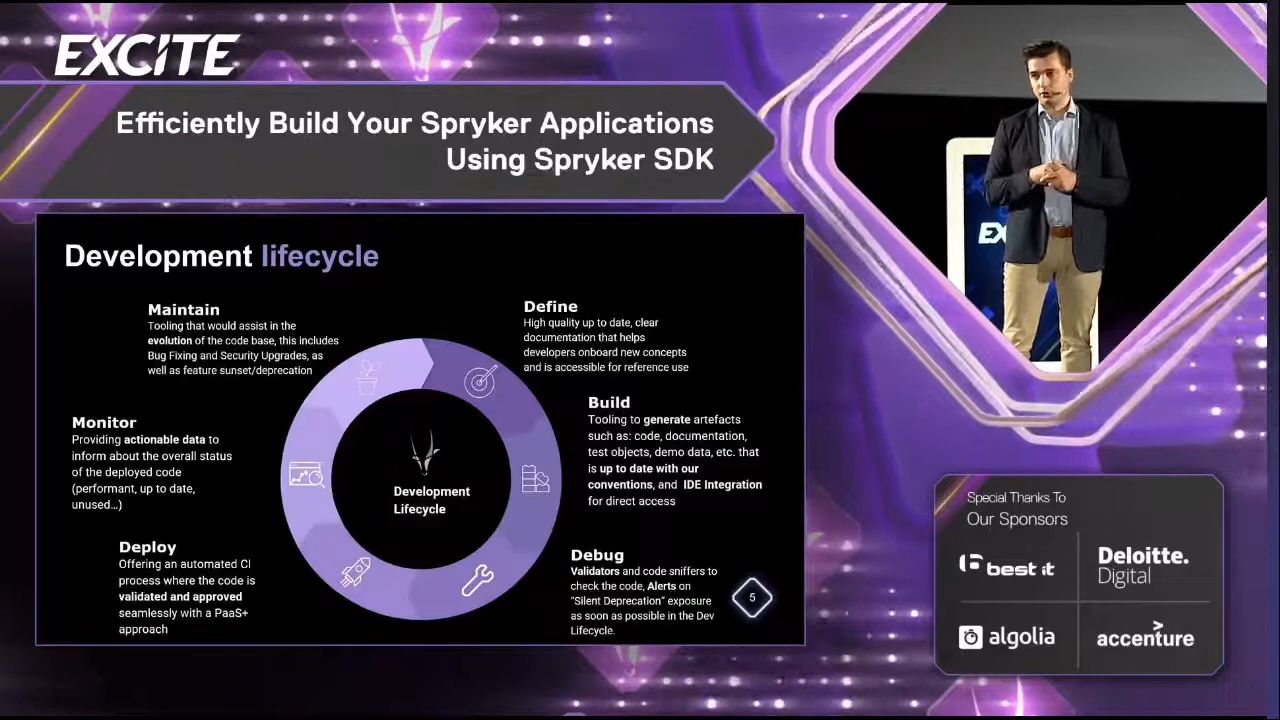 EXCITE
Efficiently Build Your Spryker Applications
Using Spryker SDK
EX
Development lifecycle
Maintain
Tooling that would assist in the
evolution of the code base, this includes
Bug Fixing and Security Upgrades, as
well as feature sunset/deprecation
Define
High quality up to date, clear
documentation that helps
developers onboard new concepts
and is accessible for reference use
Build
Tooling to generate artefacts
such as: code, documentation,
test objects, demo data, etc. that
is up to date with our
conventions, and IDE Integration
for direct access
Monitor
Providing actionable data to
inform about the overall status
of the deployed code
(performant, up to date,
unused...)
Development
Lifecycle
Deploy
Offering an automated CI
process where the code is
validated and approved
seamlessly with a PaaS+
approach
Debug
Validators and code sniffers to
check the code, Alerts on
"Silent Deprecation" exposure
as soon as possible in the Dev
Lifecycle.
5
Special Thanks To
Our Sponsors
best it
Deloitte.
Digital
algolia
accenture